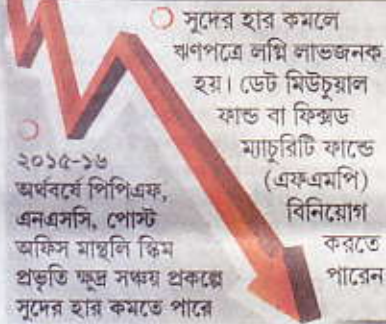 সুদের হার কমলে
ঋণপত্রে লগ্নি লাভজনক
হয়। ডেট মিউচুয়াল
ফান্ড বা ফিক্সড
ম্যাচুরিটি ফান্ডে
(এফএমপি)
বিনিয়োগ
করতে
পারেন
২০১৫-১৬
অর্থবর্ষে পিপিএফ,
এনএসসি, পোস্ট
অফিস মান্থলি স্কিম
প্রভৃতি ক্ষুদ্র সঞ্চয় প্রকল্পে
সুদের হার কমতে পারে